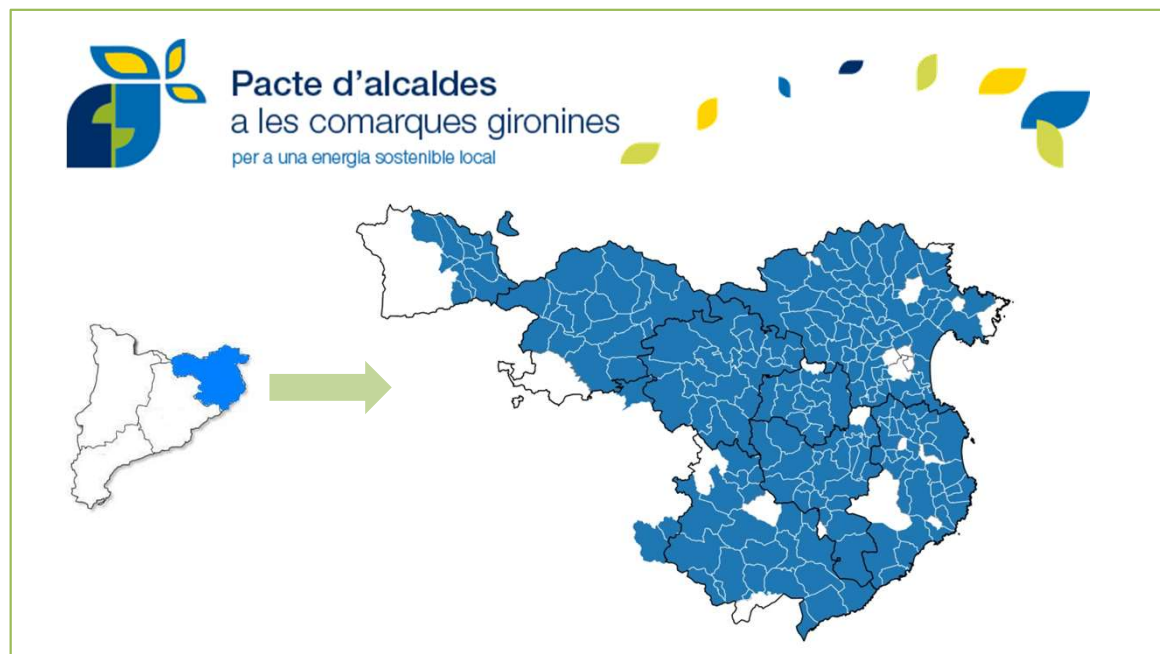 Pacte d'alcaldes
a les comarques gironines
per a una energia sostenible local